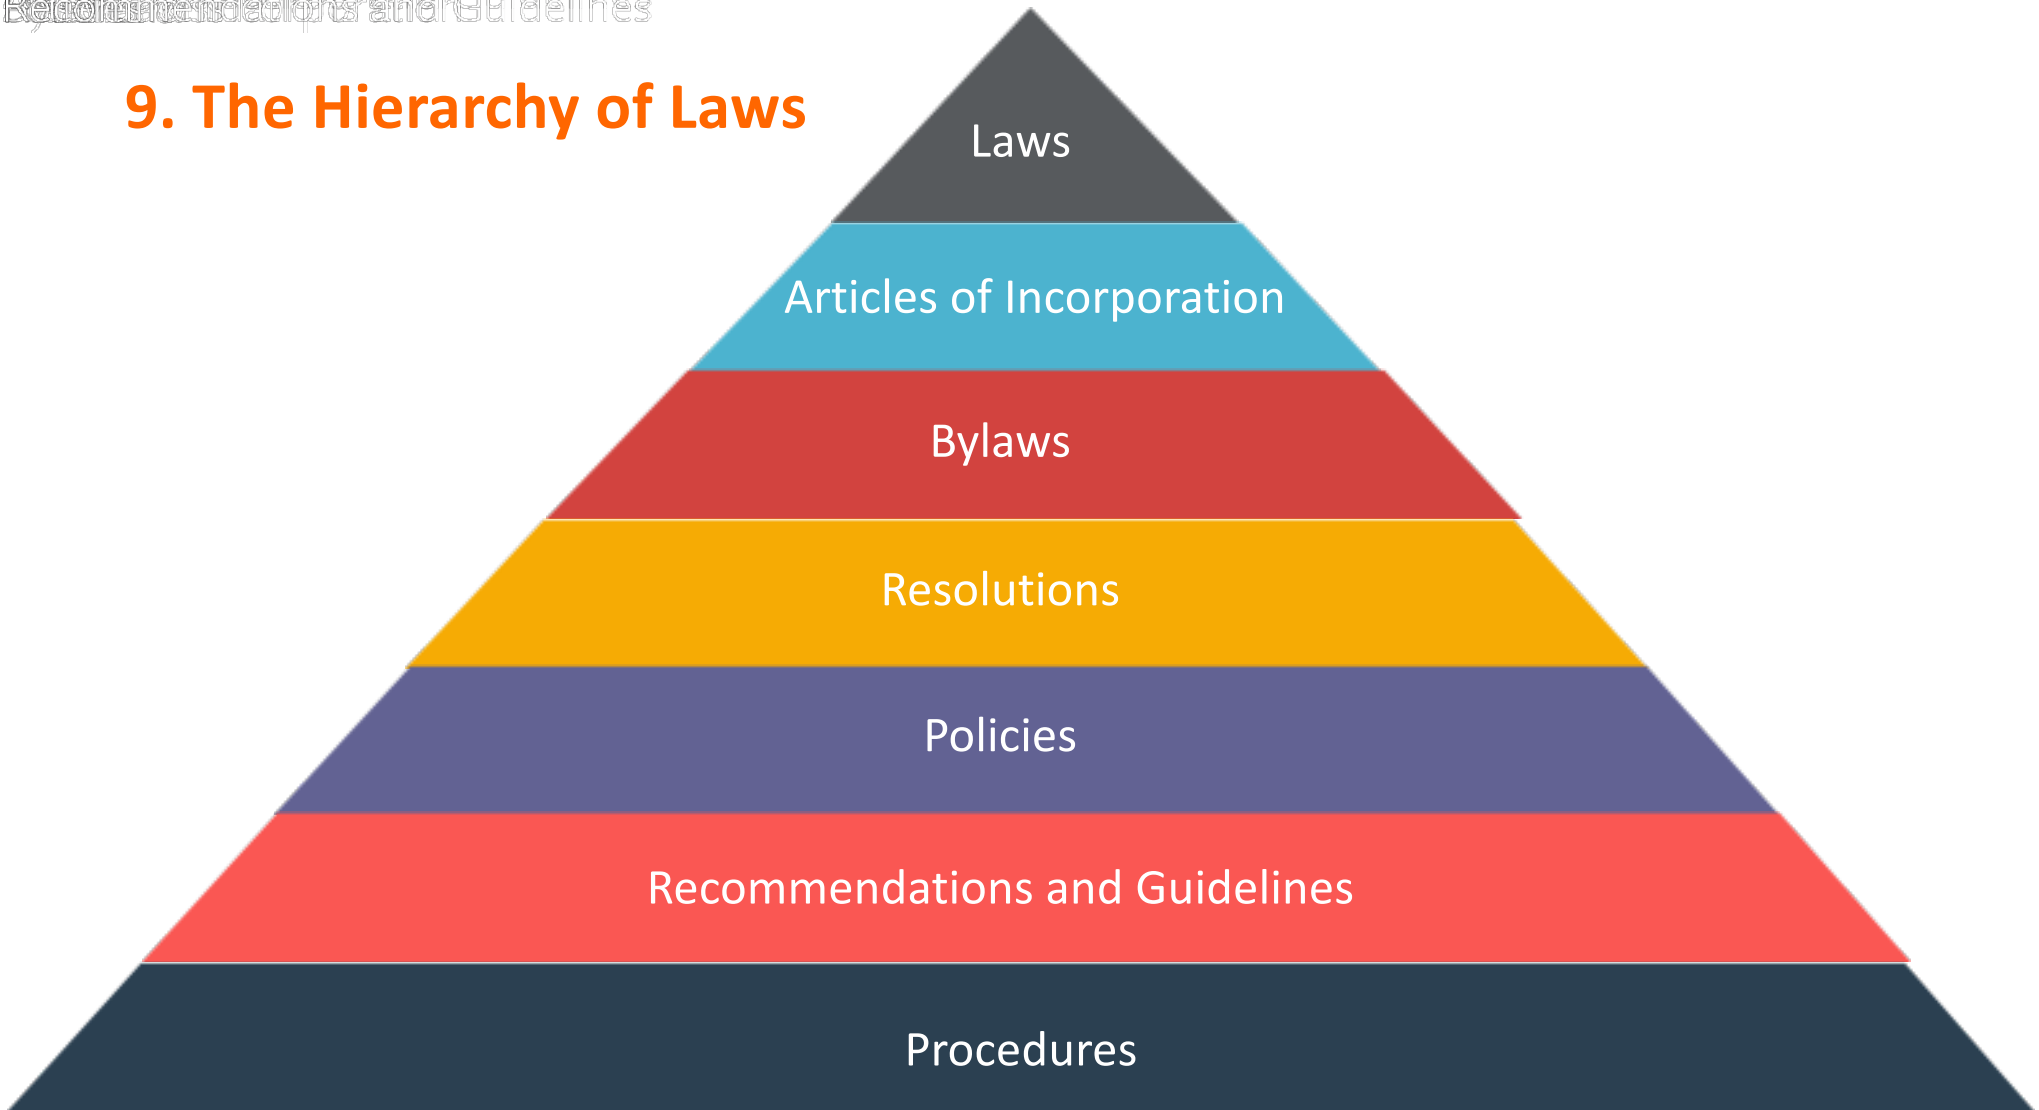 9. The Hierarchy of Laws
Laws
Articles of Incorporation
Bylaws
Resolutions
Policies
Recommendations and Guidelines
Procedures